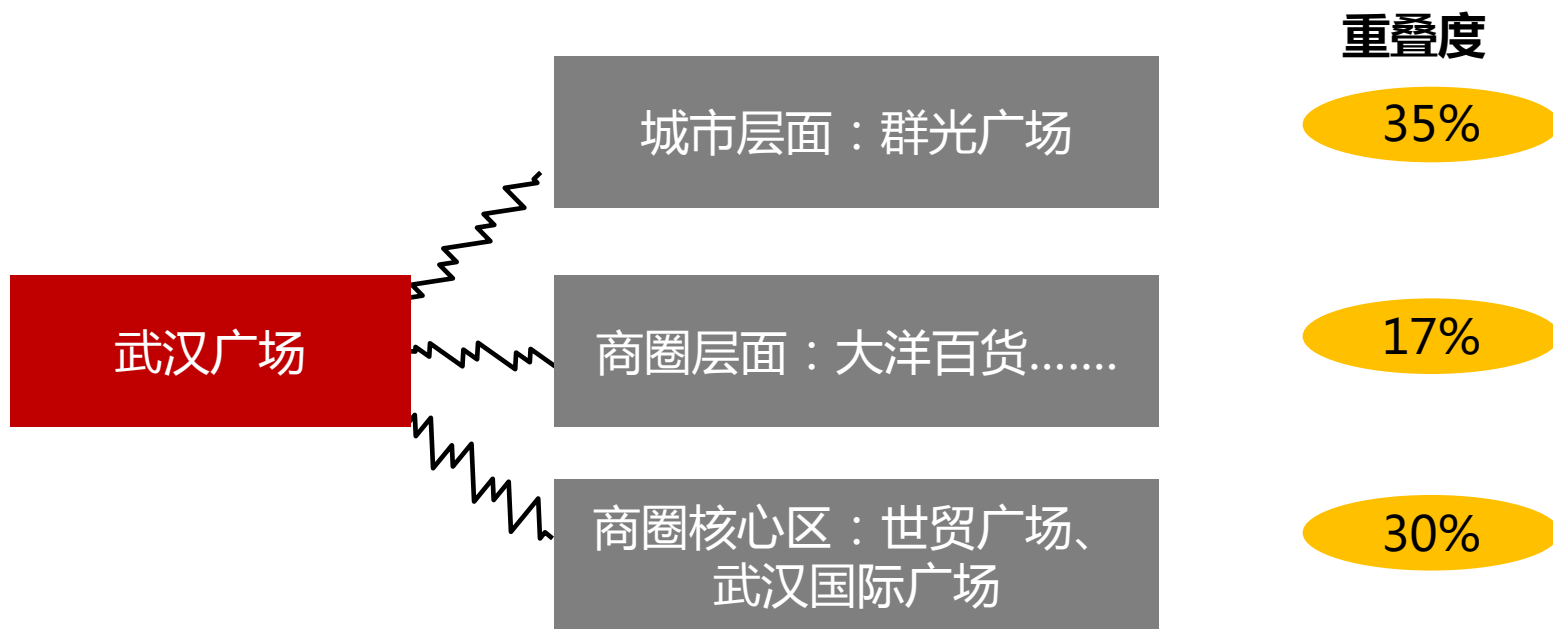 重叠度
城市层面：群光广场
35%
武汉广场
商圈层面：大洋百货.......
17%
商圈核心区：世贸广场、
武汉国际广场
30%